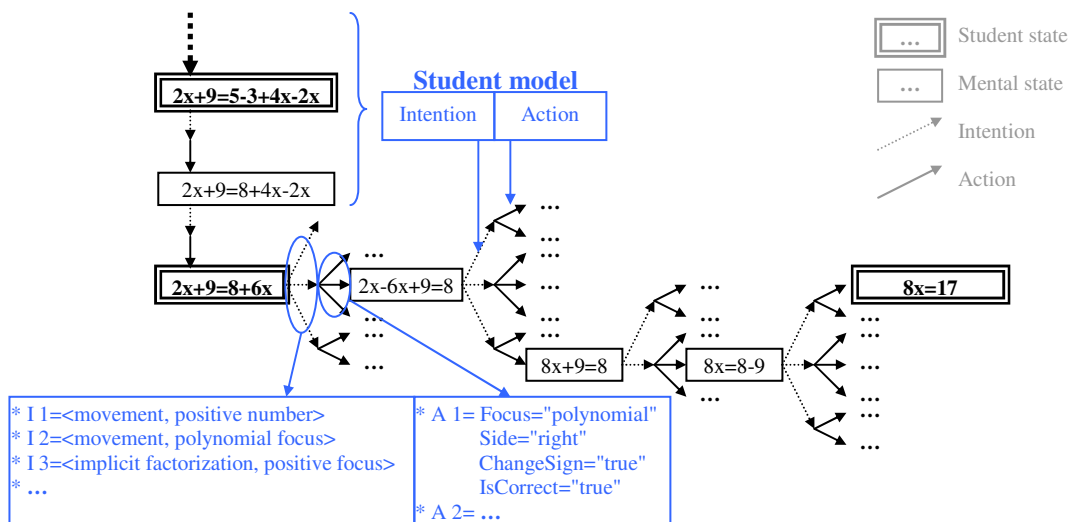 2x+9=5-3+4x-2x
Student model
Intention
Action
2x+9=8+4x-2x
...
Student state
...
Mental state
Intention
Action
2x+9=8+6x
...
...
...
2x-6x+9=8
...
...
...
...
...
...
...
8x+9=8
...
...
...
...
8x=8-9
8x=17
...
...
...
...
...
...
* I 1=<movement, positive number>
* I 2=<movement, polynomial focus>
* I 3=<implicit factorization, positive focus>
* ...
* A 1= Focus="polynomial"
Side="right"
ChangeSign="true"
IsCorrect="true"
* A 2= ...